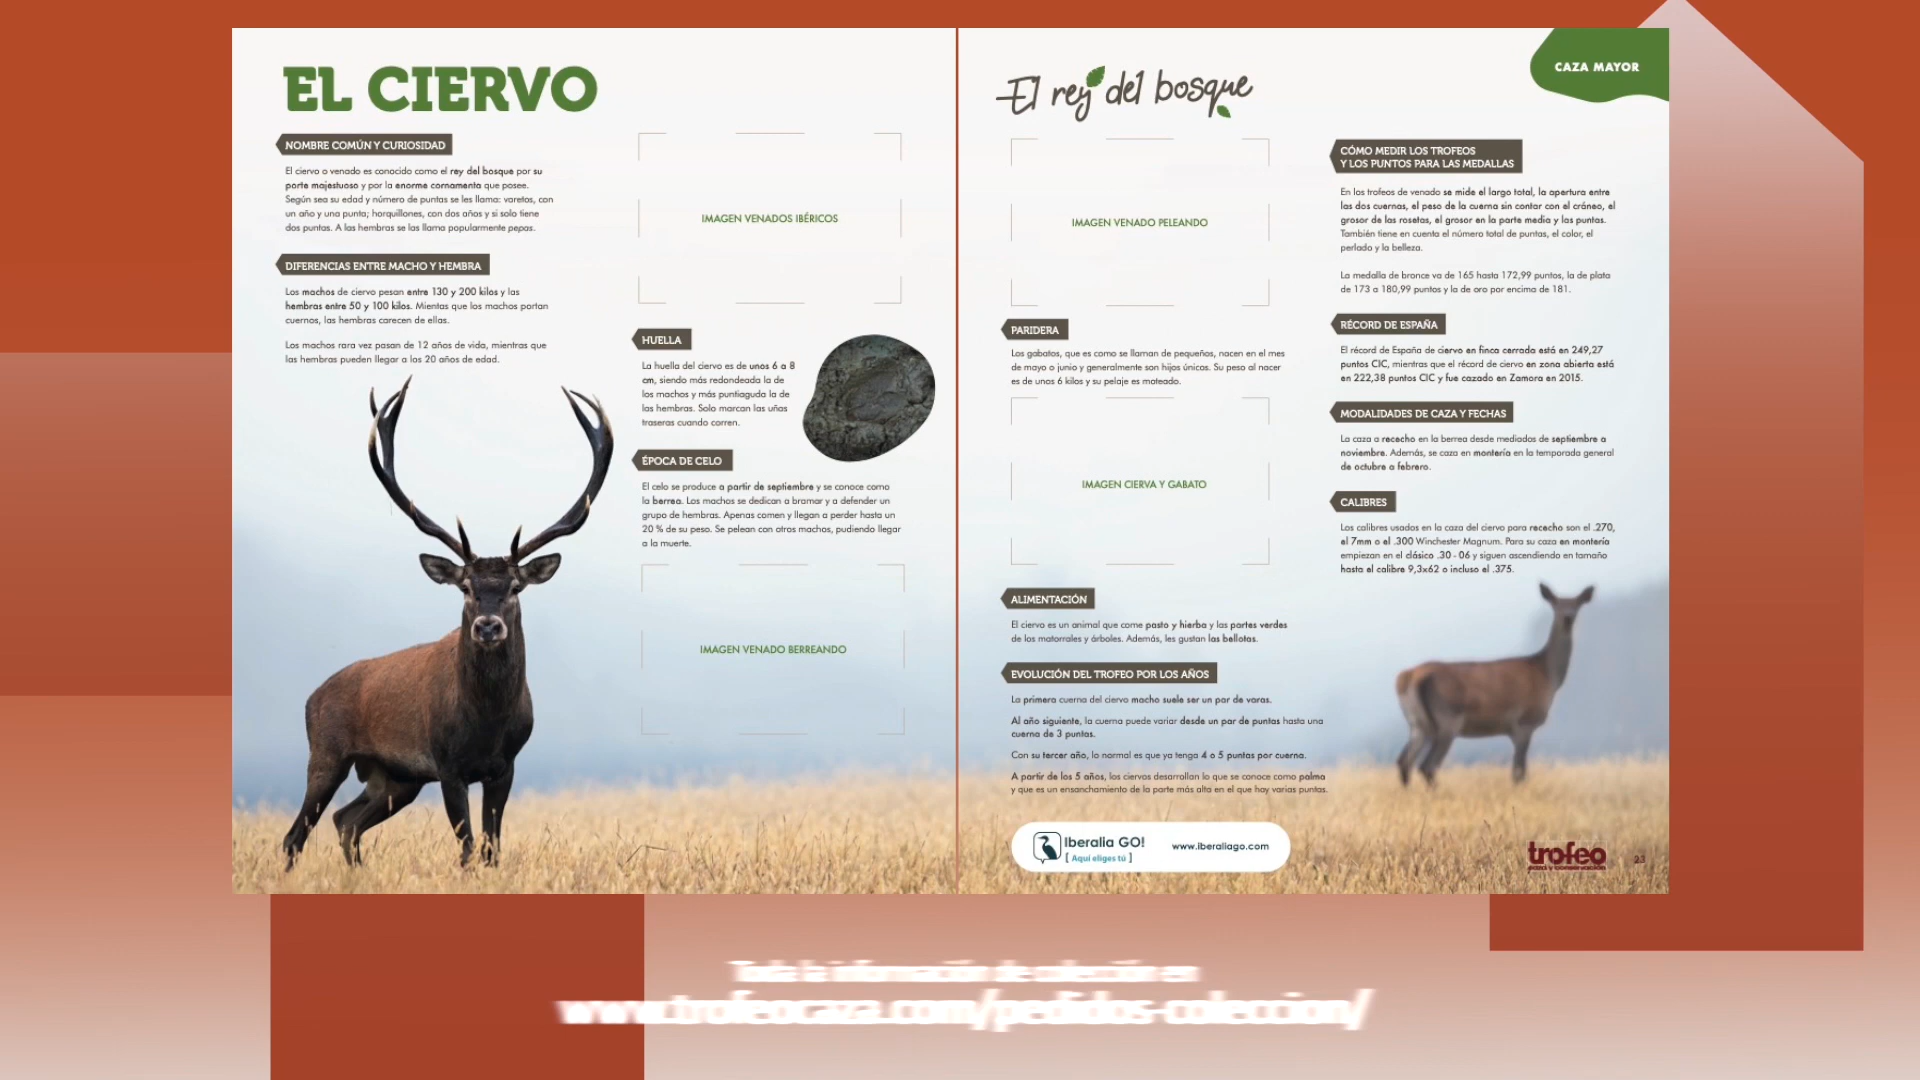 EL CIERVO
NOMBRE COMÚN Y CURIOSIDAD
El ciervo o venado es conocido como el rey del bosque por su
porte majestuoso y por la enorme cornamenta que posee.
Según sea su edad y número de puntas se les llama: varetos, con
un año y una punta; horquillones, con dos años y si solo tiene
dos puntas. A las hembras se las llama popularmente pepas.
DIFERENCIAS ENTRE MACHO Y HEMBRA
Los machos de ciervo pesan entre 130 y 200 kilos y las
hembras entre 50 y 100 kilos. Mientas que los machos portan
cuernos, las hembras carecen de ellas.
Los machos rara vez pasan de 12 años de vida, mientras que
las hembras pueden llegar a los 20 años de edad.
IMAGEN VENADOS IBÉRICOS
HUELLA
La huella del ciervo es de unos 6 a 8
cm, siendo más redondeada la de
los machos y más puntiaguda la de
las hembras. Solo marcan las uñas
traseras cuando corren.
ÉPOCA DE CELO
El celo se produce a partir de septiembre y se conoce como
la berrea. Los machos se dedican a bramar y a defender un
grupo de hembras. Apenas comen y llegan a perder hasta un
20 % de su peso. Se pelean con otros machos, pudiendo llegar
a la muerte.
IMAGEN VENADO BERREANDO
El rey del bosque
CAZA MAYOR
IMAGEN VENADO PELEANDO
PARIDERA
Los gabatos, que es como se llaman de pequeños, nacen en el mes
de mayo o junio y generalmente son hijos únicos. Su peso al nacer
es de unos 6 kilos y su pelaje es moteado.
IMAGEN CIERVA Y GABATO
ALIMENTACIÓN
El ciervo es un animal que come pasto y hierba y las partes verdes
de los matorrales y árboles. Además, les gustan las bellotas.
EVOLUCIÓN DEL TROFEO POR LOS AÑOS
La primera cuerna del ciervo macho suele ser un par de varas.
Al año siguiente, la cuerna puede variar desde un par de puntas hasta una
cuerna de 3 puntas.
Con su tercer año, lo normal es que ya tenga 4 o 5 puntas por cuerna.
A partir de los 5 años, los ciervos desarrollan lo que se conoce como palma
y que es un ensanchamiento de la parte más alta en el que hay varias puntas.
Iberalia GO!
[ Aquí eliges tú ]
www.iberaliago.com
CÓMO MEDIR LOS TROFEOS
Y LOS PUNTOS PARA LAS MEDALLAS
En los trofeos de venado se mide el largo total, la apertura entre
las dos cuernas, el peso de la cuerna sin contar con el cráneo, el
grosor de las rosetas, el grosor en la parte media y las puntas.
También tiene en cuenta el número total de puntas, el color, el
perlado y la belleza.
La medalla de bronce va de 165 hasta 172,99 puntos, la de plata
de 173 a 180,99 puntos y la de oro por encima de 181.
RÉCORD DE ESPAÑA
El récord de España de ciervo en finca cerrada está en 249,27
puntos CIC, mientras que el récord de ciervo en zona abierta está
en 222,38 puntos CIC y fue cazado en Zamora en 2015.
MODALIDADES DE CAZA Y FECHAS
La caza a rececho en la berrea desde mediados de septiembre a
noviembre. Además, se caza en montería en la temporada general
de octubre a febrero.
CALIBRES
Los calibres usados en la caza del ciervo para rececho son el .270,
el 7mm o el .300 Winchester Magnum. Para su caza en montería
empiezan en el clásico .30 - 06 y siguen ascendiendo en tamaño
hasta el calibre 9,3x62 o incluso el .375.
trofeo
caza y conservación
23
Toda la información de colección en
www.trofeocaza.com/pedidos-coleccion/